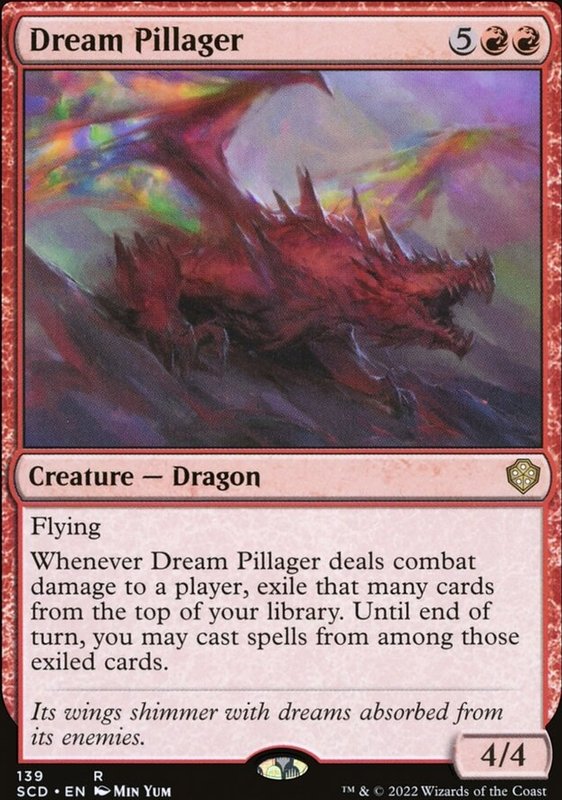 Dream Pillager 5
Creature — Dragon
Flying
Whenever Dream Pillager deals combat
damage to a player, exile that many cards
from the top of your library. Until end of
turn, you may cast spells from among those
exiled cards.
Its wings shimmer with dreams absorbed from
its enemies.
4/4
139 R
SCD • EN Min Yum
™ & © 2022 Wizards of the Coast